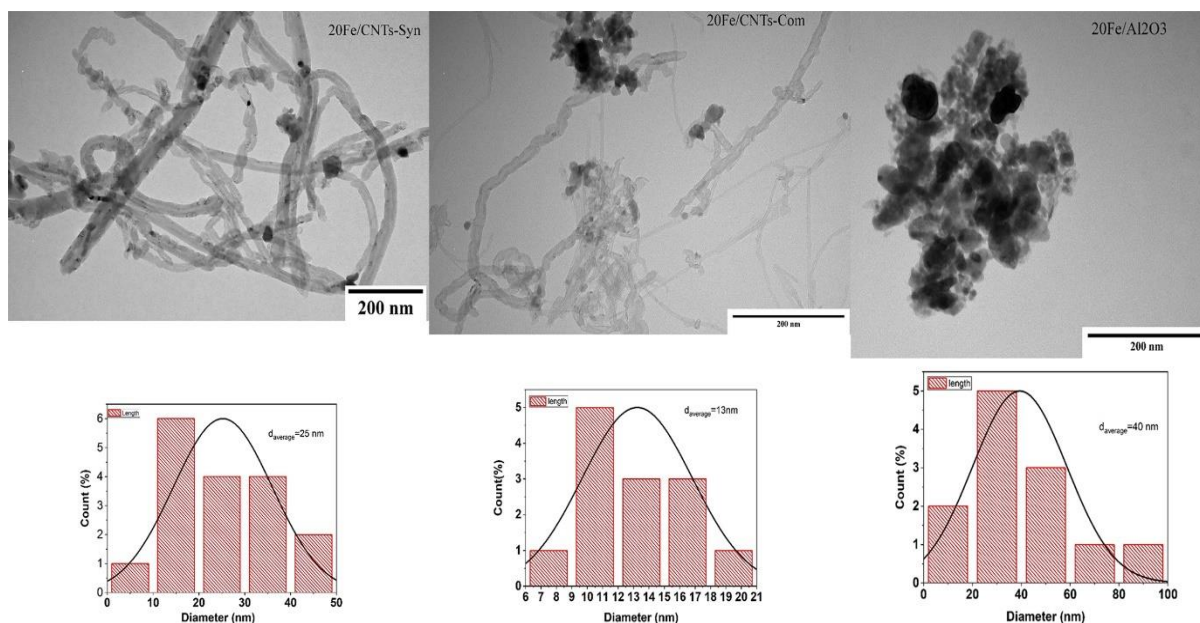 20Fe/CNTs-Syn
200 nm
20Fe/CNTs-Com
200 nm
20Fe/Al2O3
200 nm
Length
d average=25 nm
Count (%)
6
5
4
3
2
1
0
0 10 20 30 40 50
Diameter (nm)
length
d average=13nm
Count(%)
5
4
3
2
1
0
6 7 8 9 10 11 12 13 14 15 16 17 18 19 20 21
Diameter (nm)
length
d average=40 nm
Count (%)
5
4
3
2
1
0
0 20 40 60 80 100
Diameter (nm)